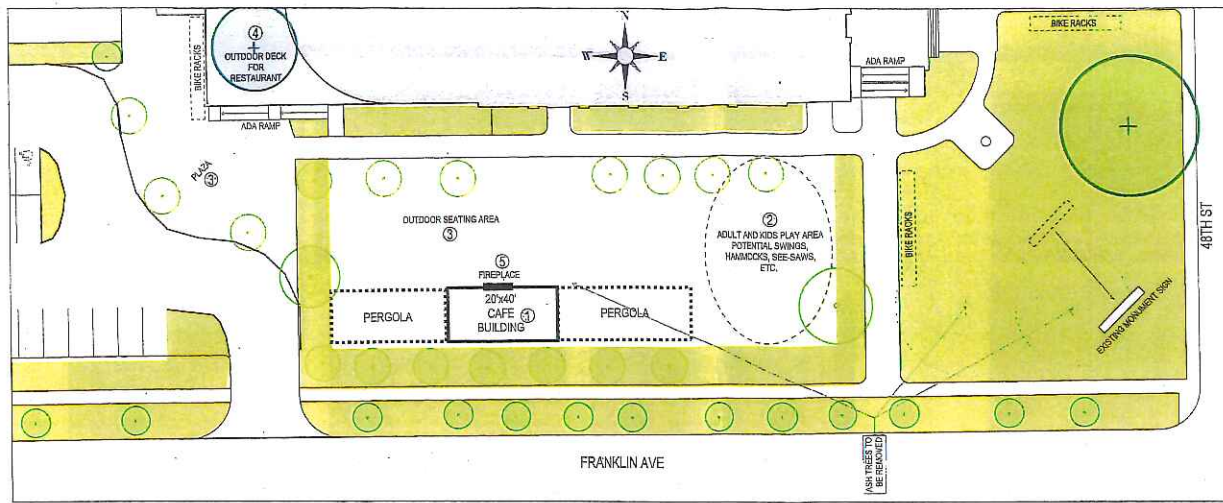 ④
OUTDOOR DECK
FOR
RESTAURANT
BIKE RACKS
ADA RAMP
N
W E
S
ADA RAMP
BIKE RACKS
PLAZA
③
OUTDOOR SEATING AREA
③
⑤
FIREPLACE
20'x40'
CAFE ①
BUILDING
PERGOLA
PERGOLA
②
ADULT AND KIDS PLAY AREA
POTENTIAL SWINGS,
HAMMOCKS, SEE-SAWS,
ETC.
BIKE RACKS
EXISTING MONUMENT SIGN
48TH ST
FRANKLIN AVE
ASH TREES TO
BE REMOVED